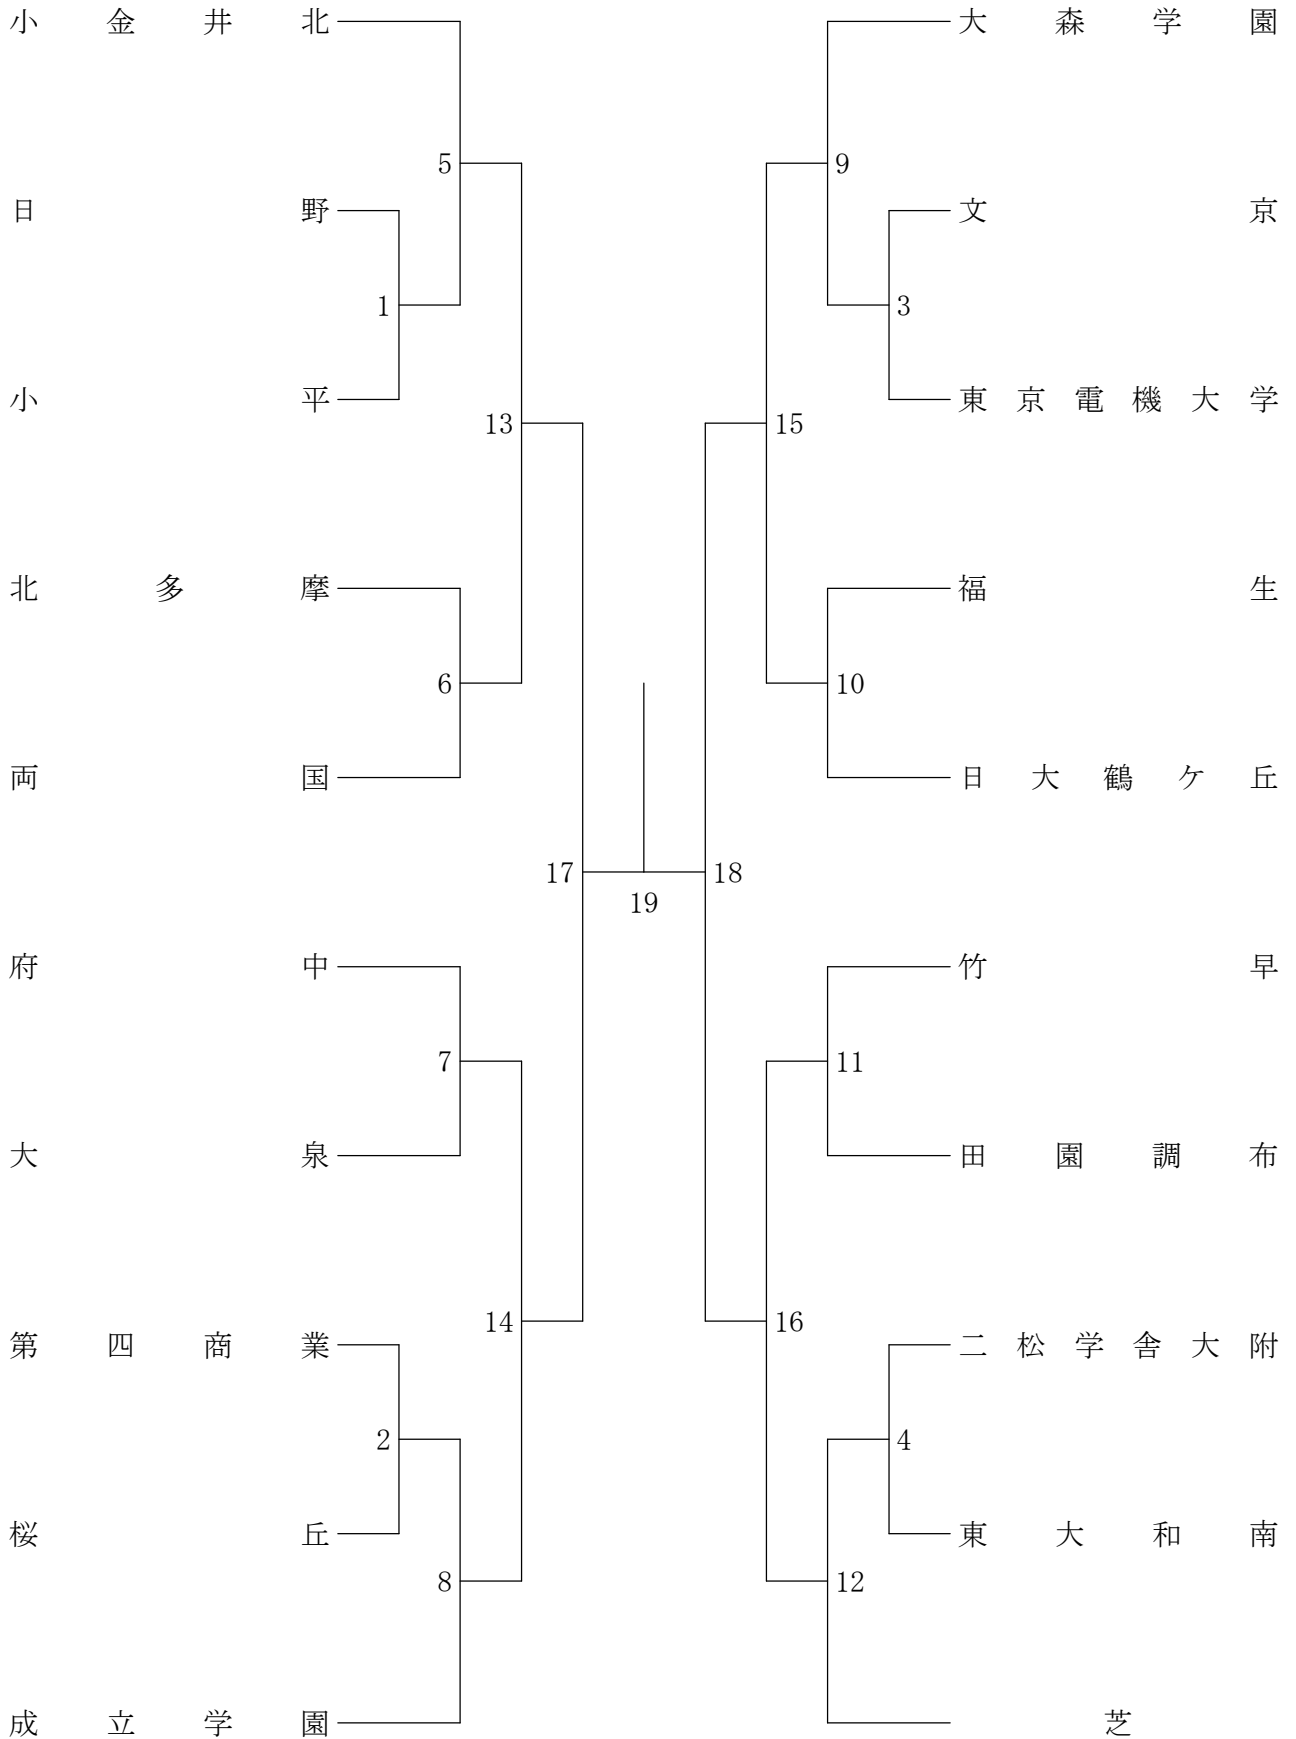 小金井北
大森学園
5
9
日野
文京
1
3
小平
東京電機大学
13
15
北多摩
福生
6
10
両国
日大鶴ケ丘
17
18
19
府中
竹早
7
11
大泉
田園調布
14
16
第四商業
二松学舎大附
2
4
桜丘
東大和南
8
12
成立学園
芝